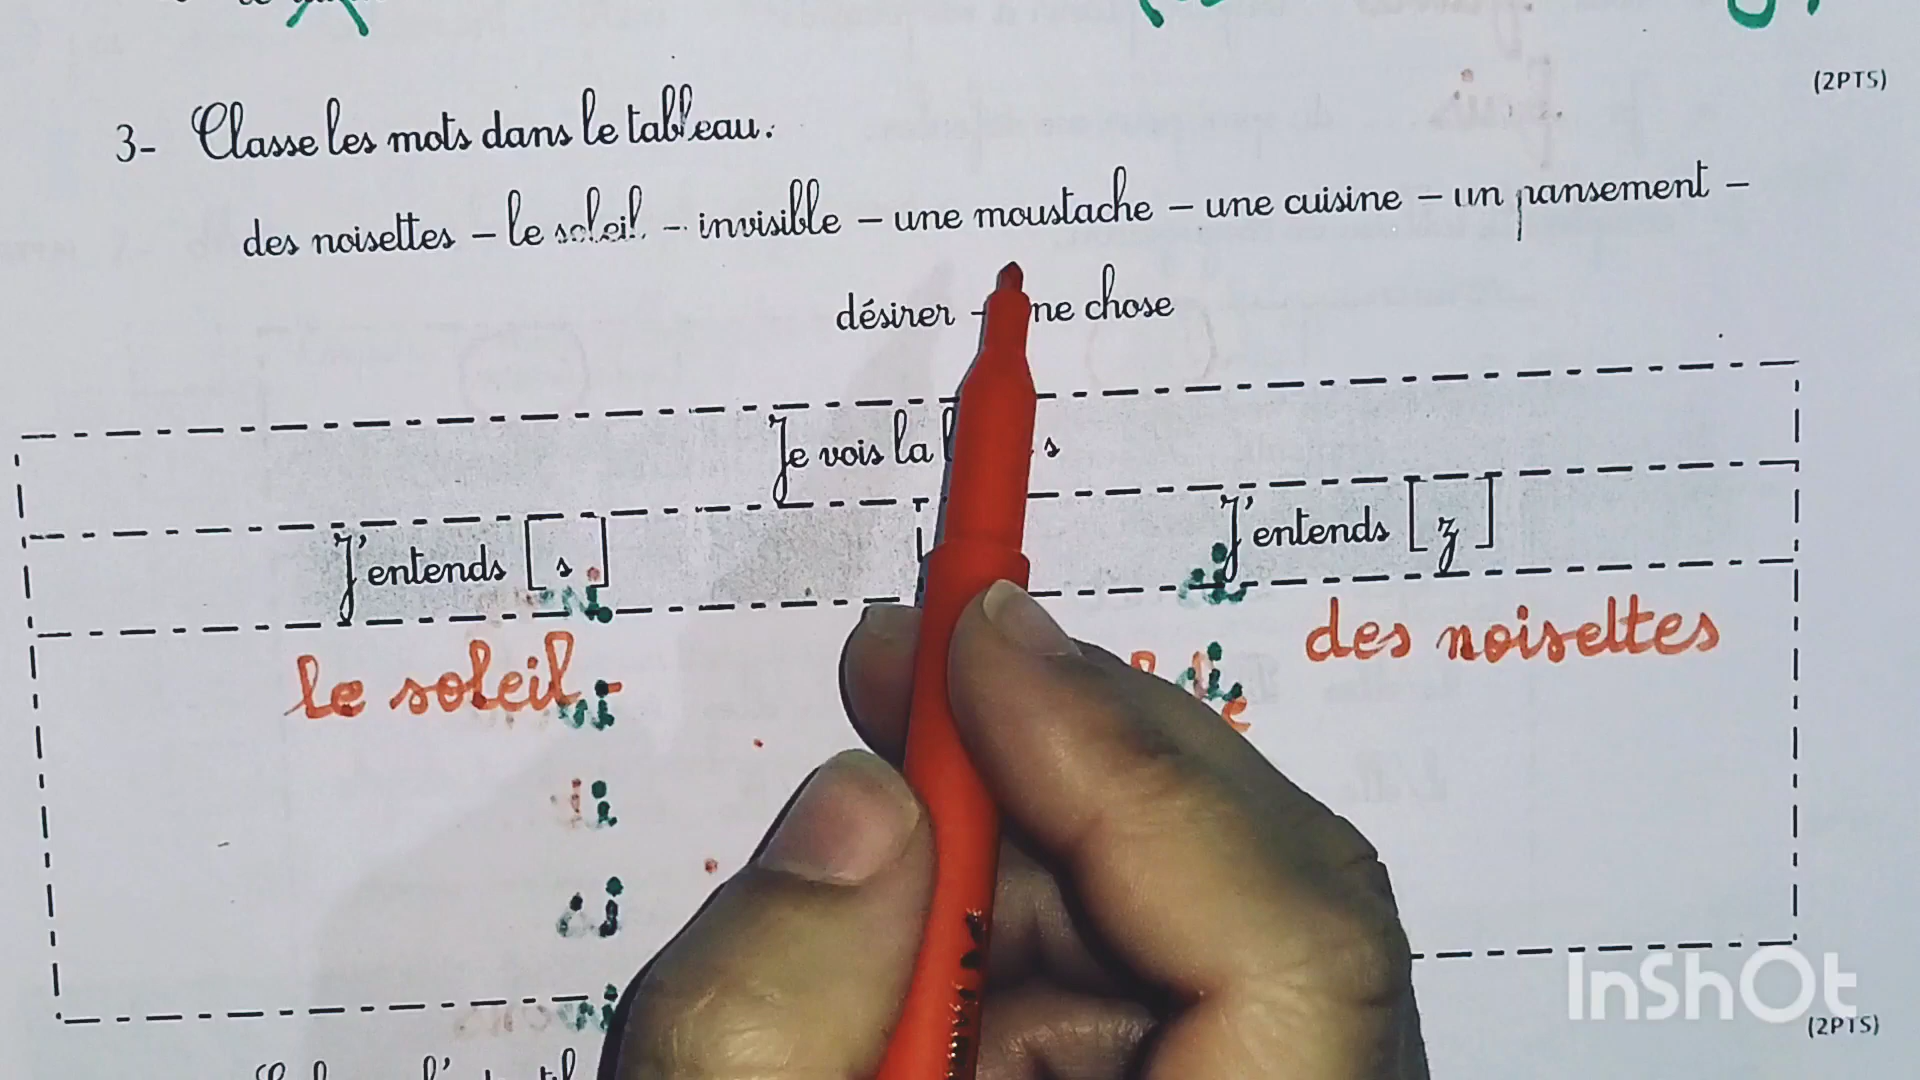 (2PTS)
3- Classe les mots dans le tableau.
des noisettes - le soleil - invisible - une moustache - une cuisine - un pansement -
désirer - ne chose
Je vois la l s
J'entends [s]
J'entends [z]
le soleil
des noisettes
InShOt
(2PTS)